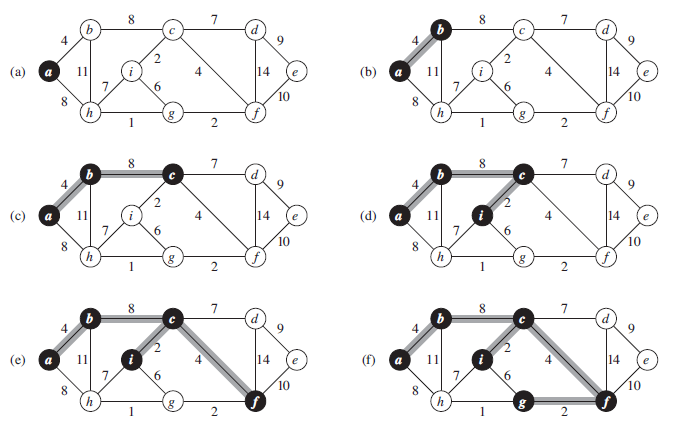 8 7 8 7
b c d b c d
4 9 4 9
2 2
(a) a 11 i 4 14 e (b) a 11 i 4 14 e
7 6 7 6
8 10 8 10
h g f h g f
1 2 1 2
8 7 8 7
b c d b c d
4 9 4 9
2 2
(c) a 11 i 4 14 e (d) a 11 i 4 14 e
7 6 7 6
8 10 8 10
h g f h g f
1 2 1 2
8 7 8 7
b c d b c d
4 9 4 9
2 2
(e) a 11 i 4 14 e (f) a 11 i 4 14 e
7 6 7 6
8 10 8 10
h g f h g f
1 2 1 2